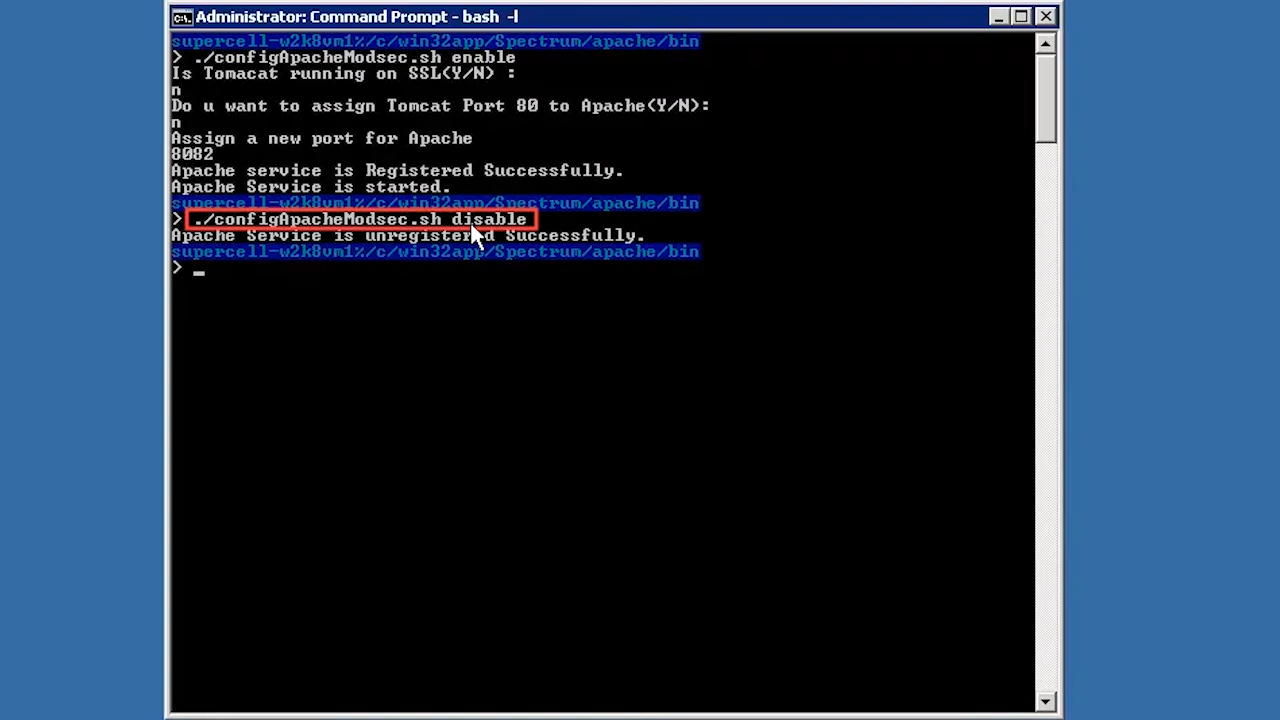 Administrator: Command Prompt - bash -l
supercell-w2k8vm1%/c/win32app/Spectrum/apache/bin
> ./configApacheModsec.sh enable
Is Tomacat running on SSL(Y/N) :
n
Do u want to assign Tomcat Port 80 to Apache(Y/N):
n
Assign a new port for Apache
8082
Apache service is Registered Successfully.
Apache Service is started.
supercell-w2k8vm1%/c/win32app/Spectrum/apache/bin
> ./configApacheModsec.sh disable
Apache Service is unregistered Successfully.
supercell-w2k8vm1%/c/win32app/Spectrum/apache/bin
> _